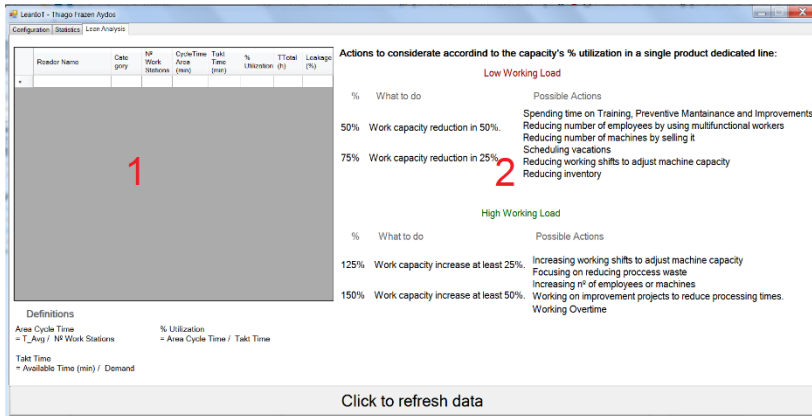 LeanIoT - Thiago Frazen Aydos
Configuration Statistics Lean Analysis
Reader Name Cate gory Nº Work Stations CycleTime Area (min) Takt Time (min) % Utilization TTotal (h) Leakage (%)
1
Actions to considerate accordind to the capacity's % utilization in a single product dedicated line:
Low Working Load
% What to do Possible Actions
Spending time on Training, Preventive Mantainance and Improvements
50% Work capacity reduction in 50%. Reducing number of employees by using multifunctional workers
Reducing number of machines by selling it
Scheduling vacations
75% Work capacity reduction in 25%. Reducing working shifts to adjust machine capacity
Reducing inventory
2
High Working Load
% What to do Possible Actions
Increasing working shifts to adjust machine capacity
125% Work capacity increase at least 25%. Focusing on reducing proccess waste
Increasing nº of employees or machines
150% Work capacity increase at least 50%. Working on improvement projects to reduce processing times.
Working Overtime
Definitions
Area Cycle Time
= T_Avg / Nº Work Stations
% Utilization
= Area Cycle Time / Takt Time
Takt Time
= Available Time (min) / Demand
Click to refresh data